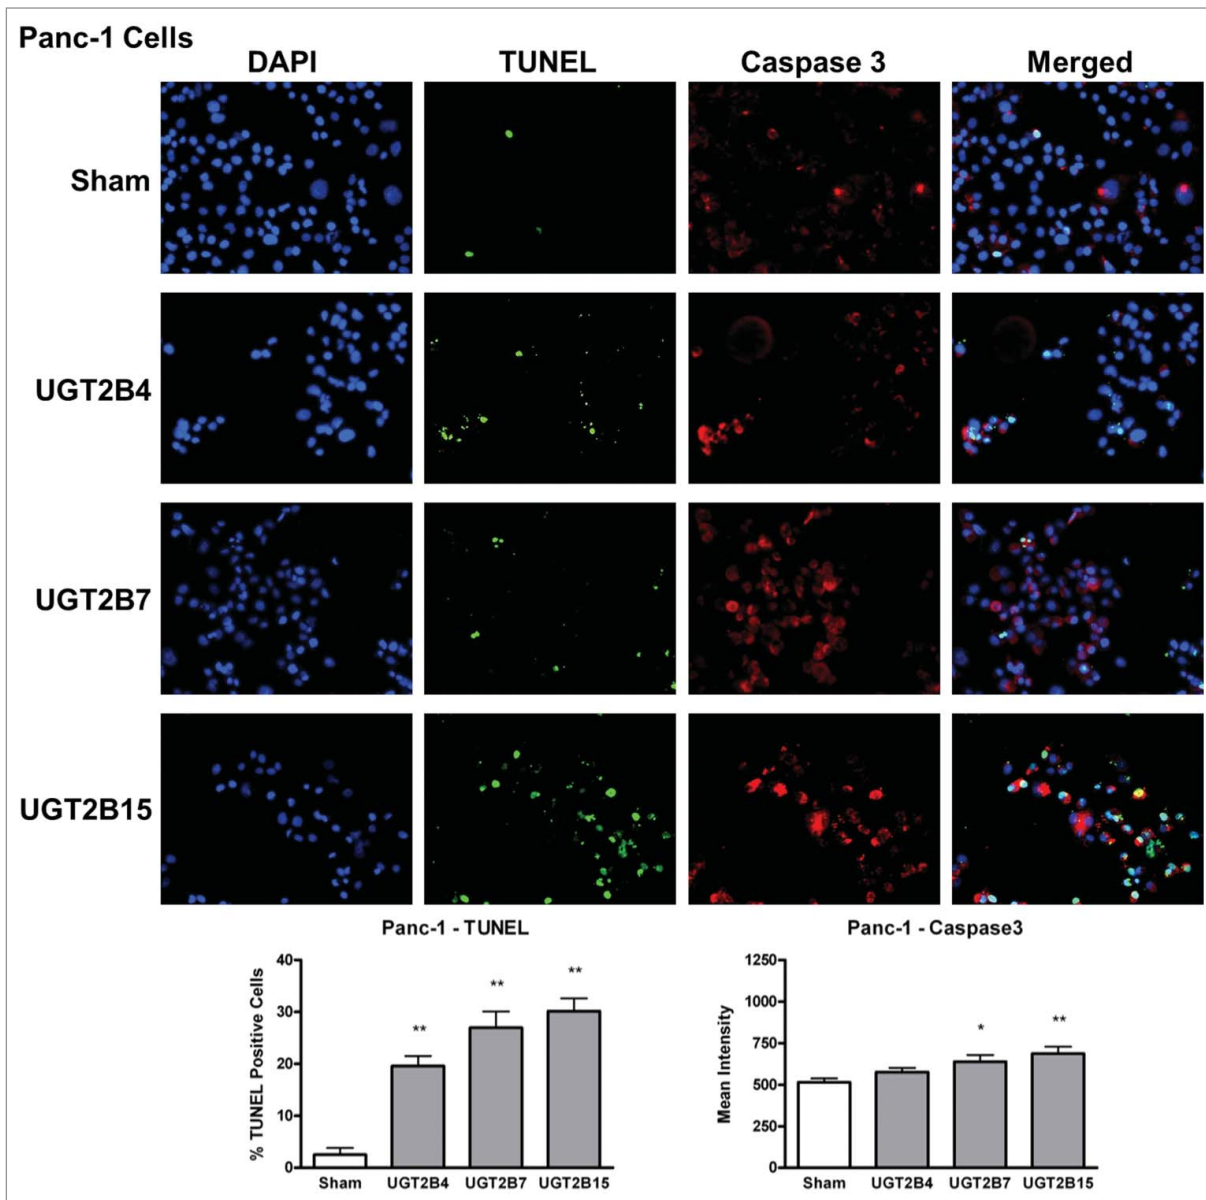 Panc-1 Cells
DAPI TUNEL Caspase 3 Merged
Sham
UGT2B4
UGT2B7
UGT2B15
Panc-1 - TUNEL
% TUNEL Positive Cells
40
30
20
10
0
** ** **
Sham UGT2B4 UGT2B7 UGT2B15
Panc-1 - Caspase3
Mean Intensity
1250
1000
750
500
250
0
* **
Sham UGT2B4 UGT2B7 UGT2B15